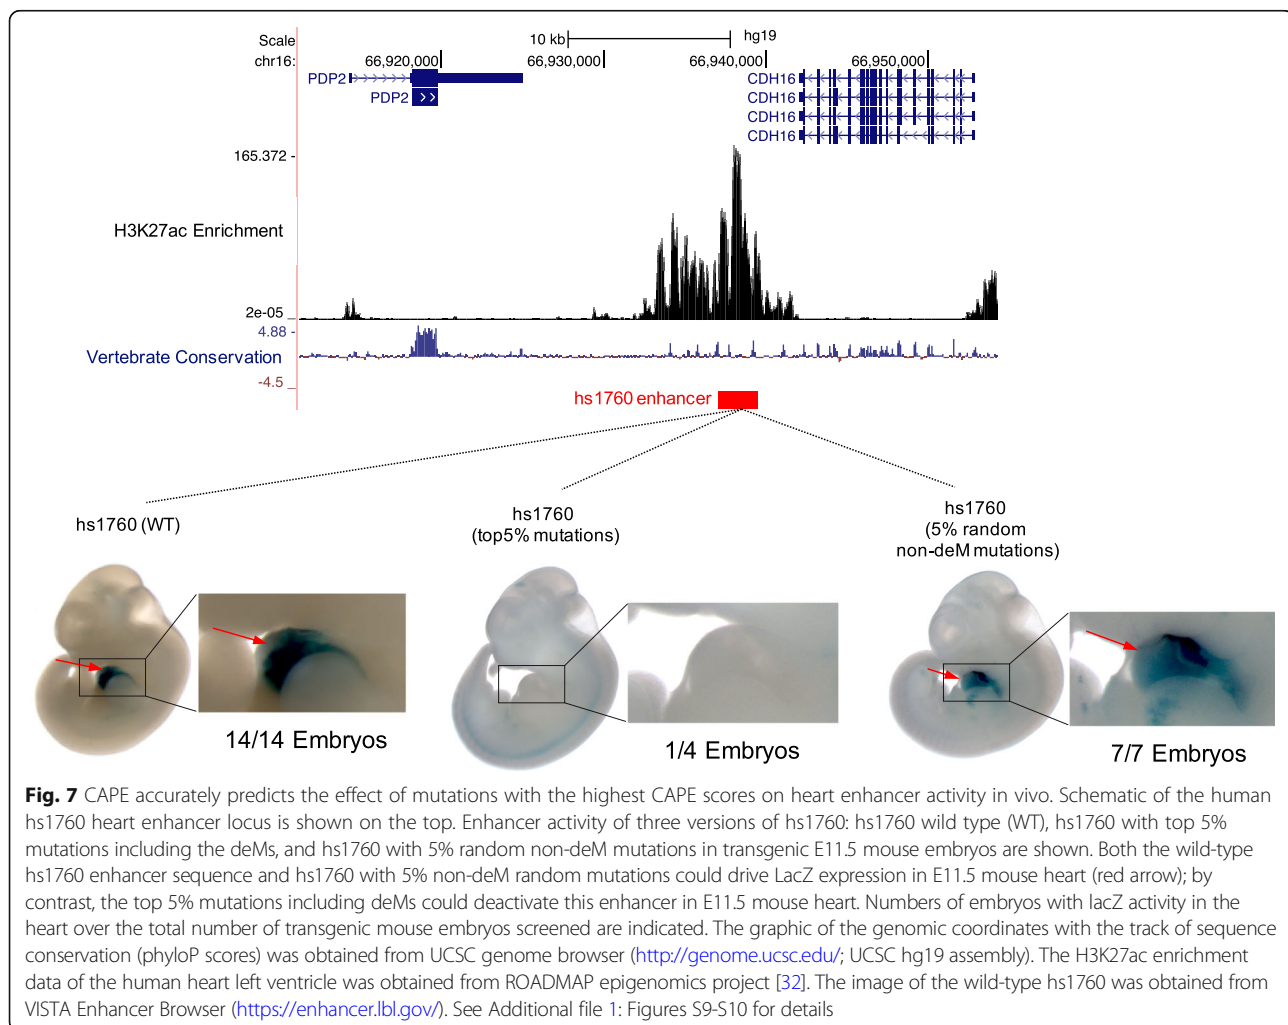 Scale
10 kb
hg19
chr16:
66,920,000
66,930,000
66,940,000
66,950,000
PDP2
CDH16
PDP2
CDH16
CDH16
CDH16
165.372 -
H3K27ac Enrichment
2e-05 _
4.88 -
Vertebrate Conservation
-4.5 _
hs1760 enhancer
hs1760 (WT)
hs1760
(top5% mutations)
hs1760
(5% random
non-deM mutations)
14/14 Embryos
1/4 Embryos
7/7 Embryos
Fig. 7 CAPE accurately predicts the effect of mutations with the highest CAPE scores on heart enhancer activity in vivo. Schematic of the human
hs1760 heart enhancer locus is shown on the top. Enhancer activity of three versions of hs1760: hs1760 wild type (WT), hs1760 with top 5%
mutations including the deMs, and hs1760 with 5% random non-deM mutations in transgenic E11.5 mouse embryos are shown. Both the wild-type
hs1760 enhancer sequence and hs1760 with 5% non-deM random mutations could drive LacZ expression in E11.5 mouse heart (red arrow); by
contrast, the top 5% mutations including deMs could deactivate this enhancer in E11.5 mouse heart. Numbers of embryos with lacZ activity in the
heart over the total number of transgenic mouse embryos screened are indicated. The graphic of the genomic coordinates with the track of sequence
conservation (phyloP scores) was obtained from UCSC genome browser (http://genome.ucsc.edu/; UCSC hg19 assembly). The H3K27ac enrichment
data of the human heart left ventricle was obtained from ROADMAP epigenomics project [32]. The image of the wild-type hs1760 was obtained from
VISTA Enhancer Browser (https://enhancer.lbl.gov/). See Additional file 1: Figures S9-S10 for details